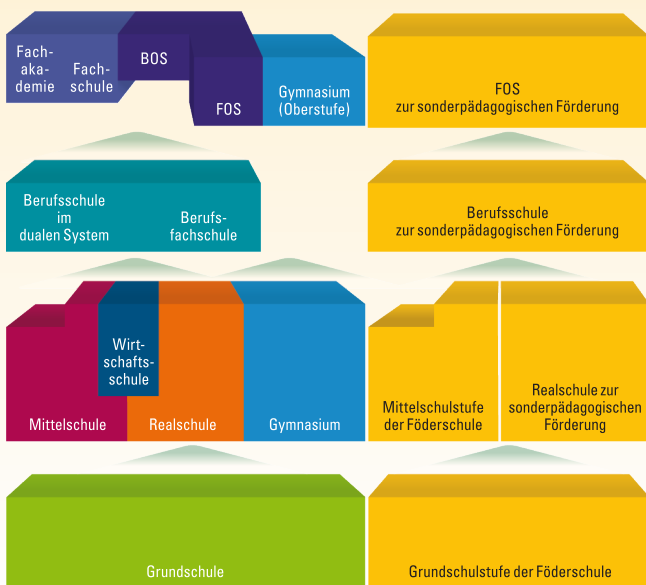 Fach-
aka-
demie
Fach-
schule
BOS
FOS
Gymnasium
(Oberstufe)
FOS
zur sonderpädagogischen Förderung
Berufsschule
im
dualen System
Berufs-
fachschule
Berufsschule
zur sonderpädagogischen Förderung
Mittelschule
Wirt-
schafts-
schule
Realschule
Gymnasium
Mittelschulstufe
der Föderschule
Realschule zur
sonderpädagogischen
Förderung
Grundschule
Grundschulstufe der Föderschule